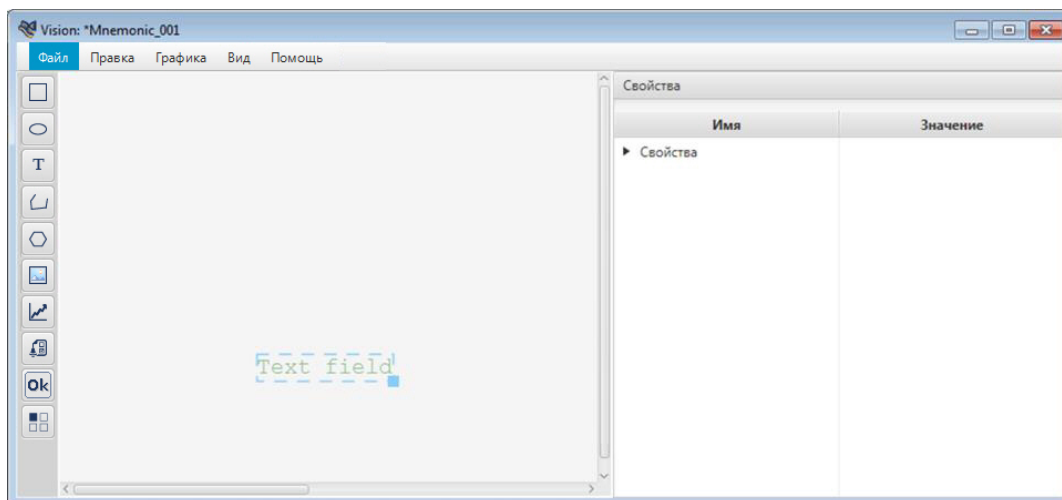 Vision: *Mnemonic_001
Файл Правка Графика Вид Помощь
Свойства
Имя Значение
Свойства
T
Text field
Ok